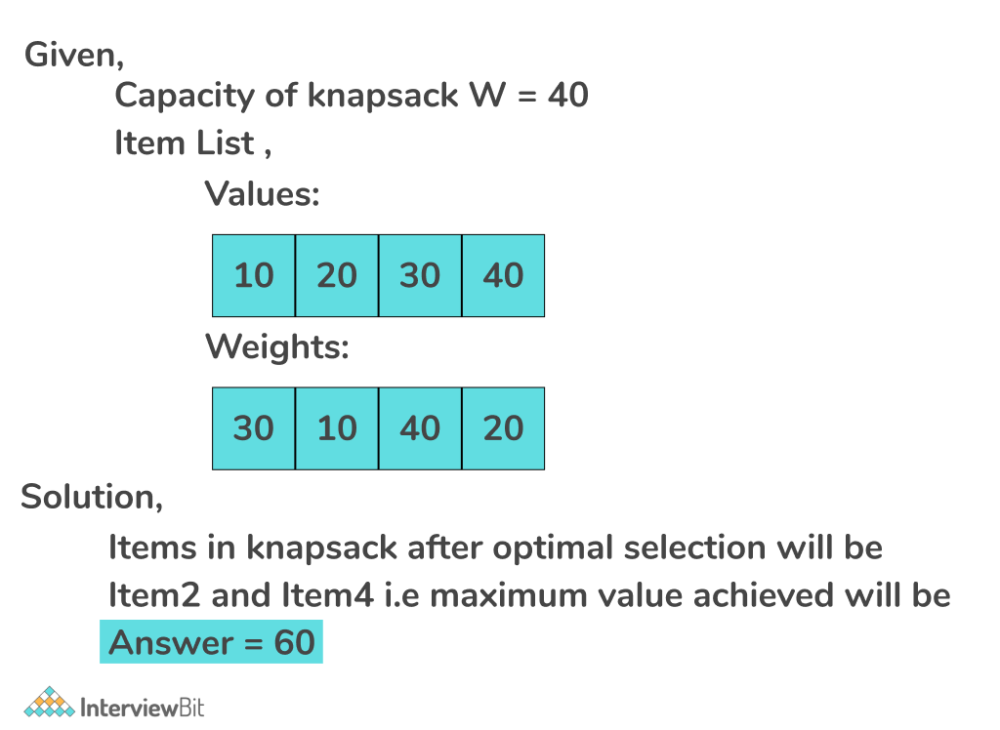 Given,
Capacity of knapsack W = 40
Item List ,
Values:
10 20 30 40
Weights:
30 10 40 20
Solution,
Items in knapsack after optimal selection will be
Item2 and Item4 i.e maximum value achieved will be
Answer = 60
InterviewBit